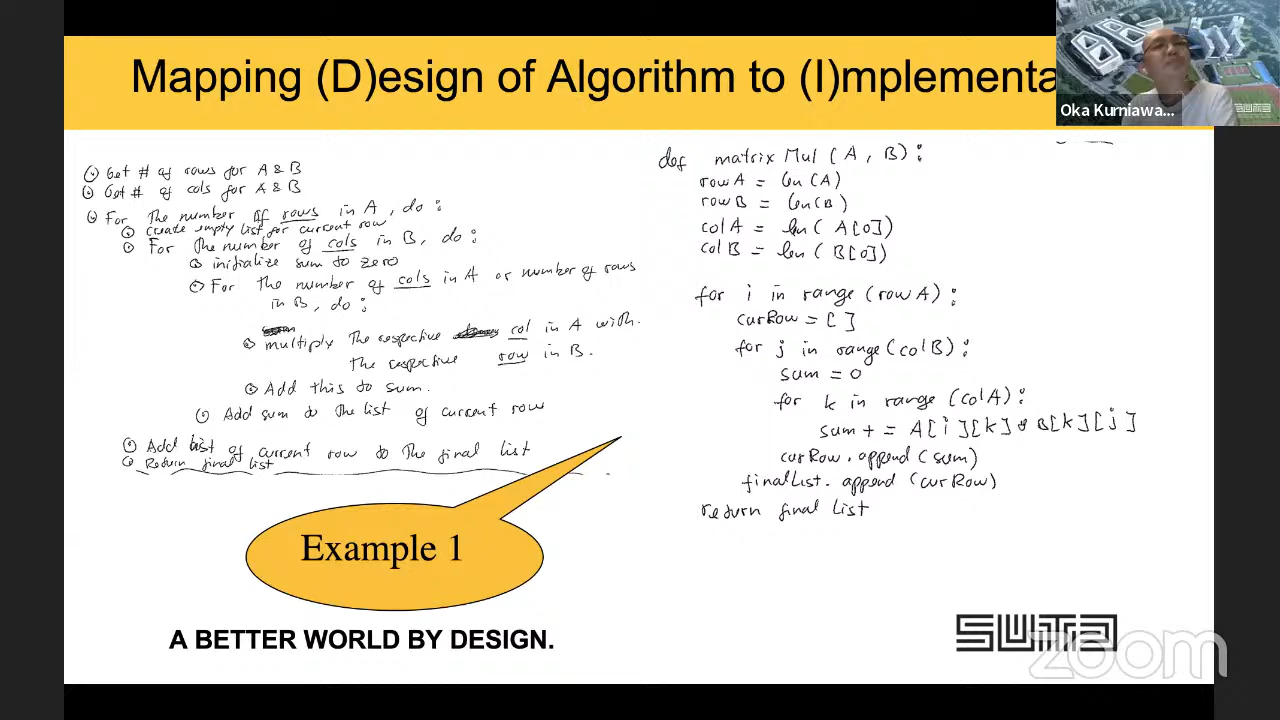 Mapping (D)esign of Algorithm to (I)mplementa
Oka Kurniawa...
Get # of rows for A & B
Get # of cols for A & B
For the number of rows in A, do :
create empty list for current row
For the number of cols in B, do :
initialize sum to zero
For the number of cols in A or number of rows
in B, do :
multiply the respective col in A with
the respective row in B.
Add this to sum.
Add sum to the list of current row
Add list of current row to the final list
Return final list
def matrixMul (A, B) :
rowA = len(A)
rowB = len(B)
colA = len( A[0])
colB = len( B[0])
for i in range (rowA) :
curRow = [ ]
for j in range (colB) :
sum = 0
for k in range (colA) :
sum += A[i][k] * B[k][j]
curRow.append (sum)
finalList. append (curRow)
return final List
Example 1
A BETTER WORLD BY DESIGN.
SUTD
zoom